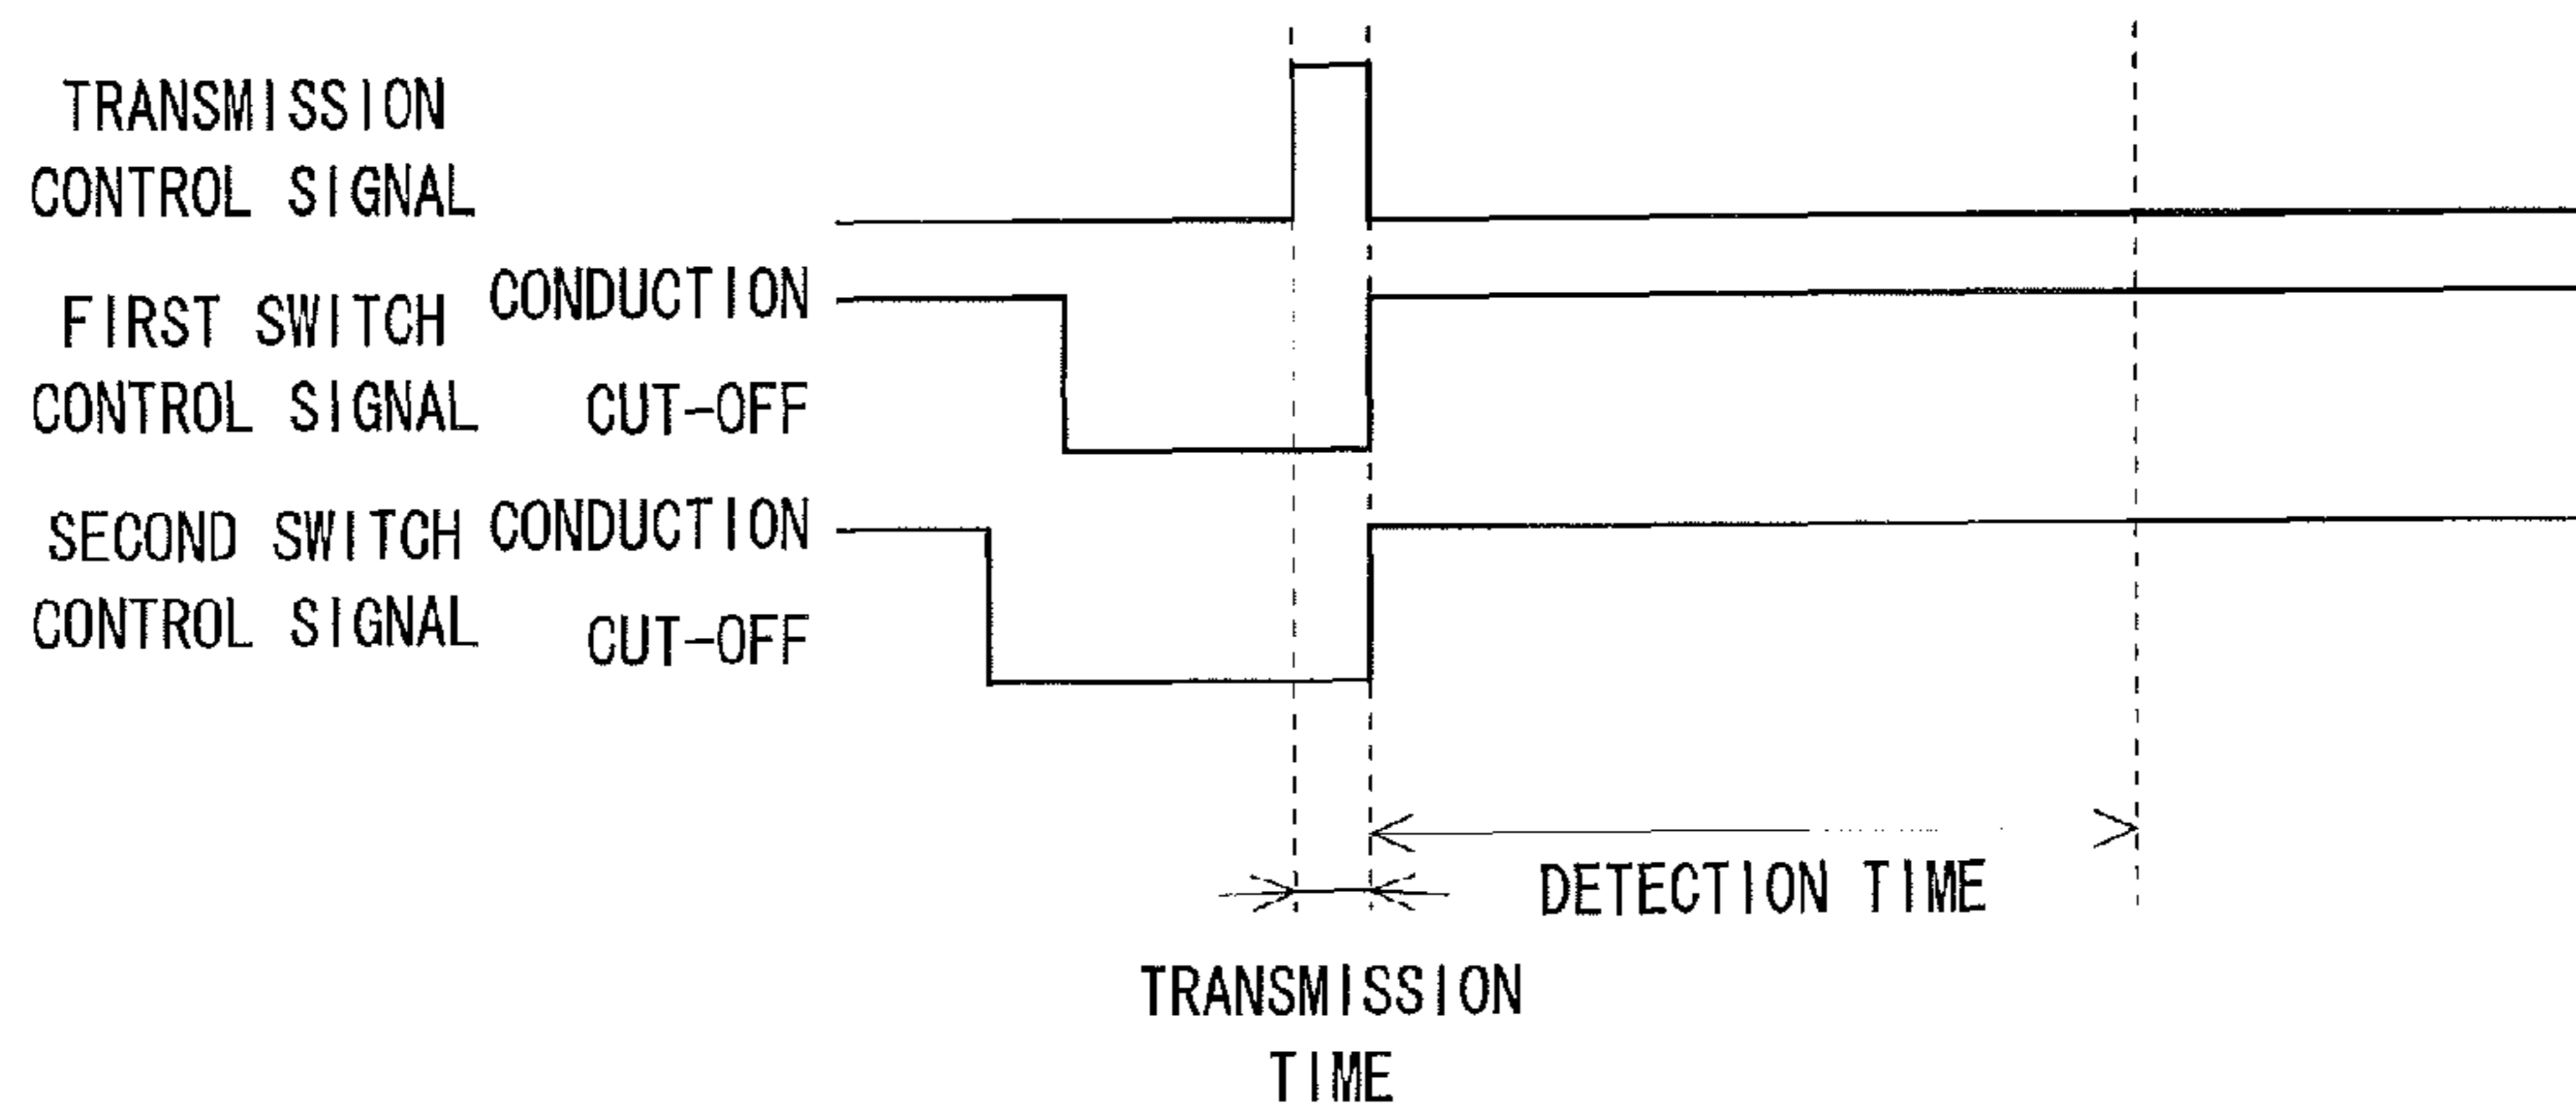 TRANSMISSION
CONTROL SIGNAL
FIRST SWITCH CONDUCTION
CONTROL SIGNAL CUT-OFF
SECOND SWITCH CONDUCTION
CONTROL SIGNAL CUT-OFF
DETECTION TIME
TRANSMISSION
TIME